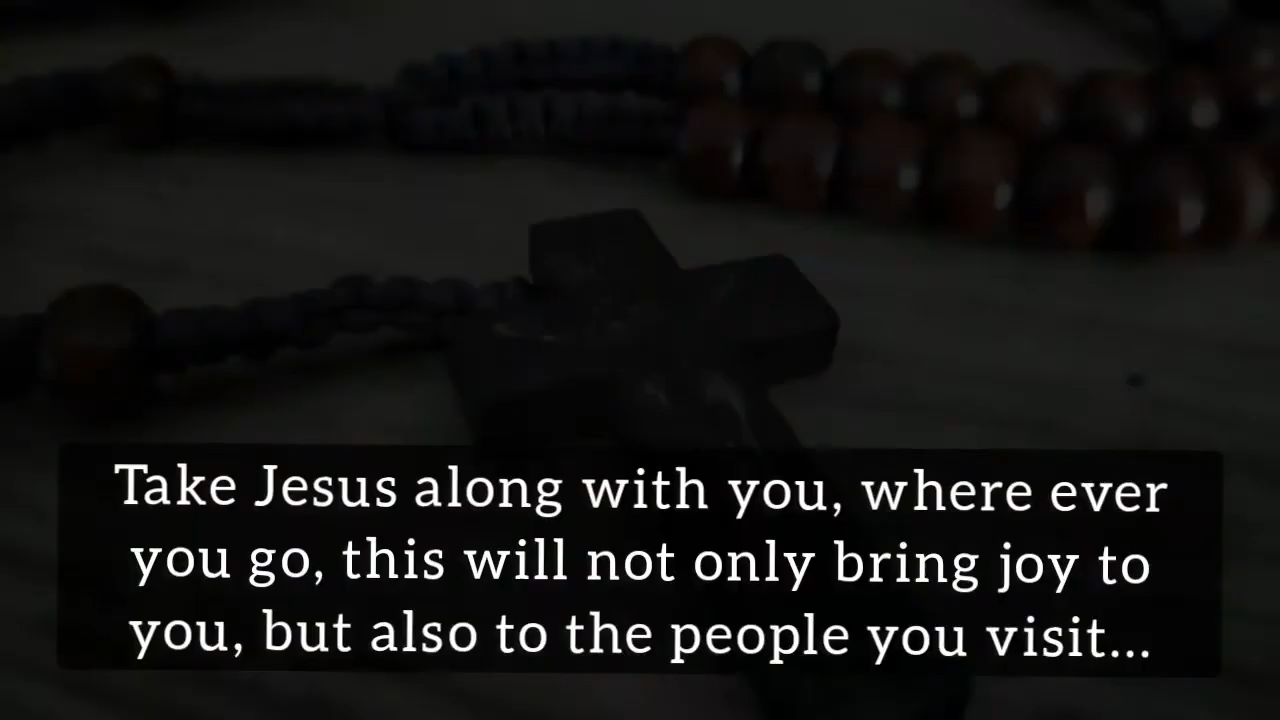 Take Jesus along with you, where ever
you go, this will not only bring joy to
you, but also to the people you visit...